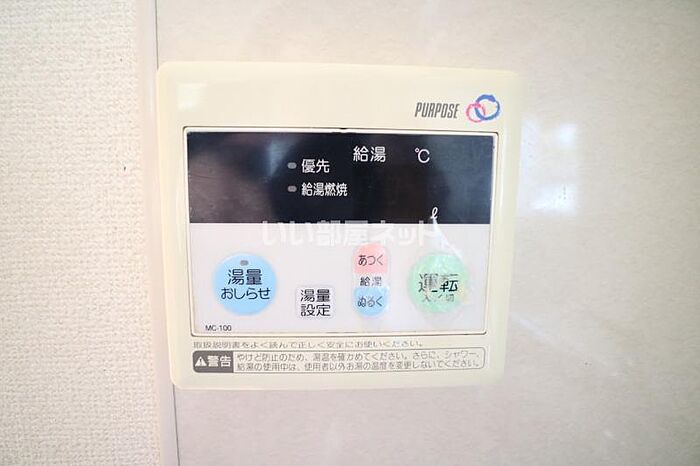 PURPOSE
給湯 ℃
優先
給湯燃焼
ℓ
いい部屋ネット
湯量
おしらせ
湯量
設定
あつく
給湯
ぬるく
運転
入/切
MC-100
取扱説明書をよく読んで正しく安全にお使いください。
警告
やけど防止のため、湯温を確かめてください。さらに、シャワー、
給湯の使用中は、使用者以外お湯の温度を変更しないでください。